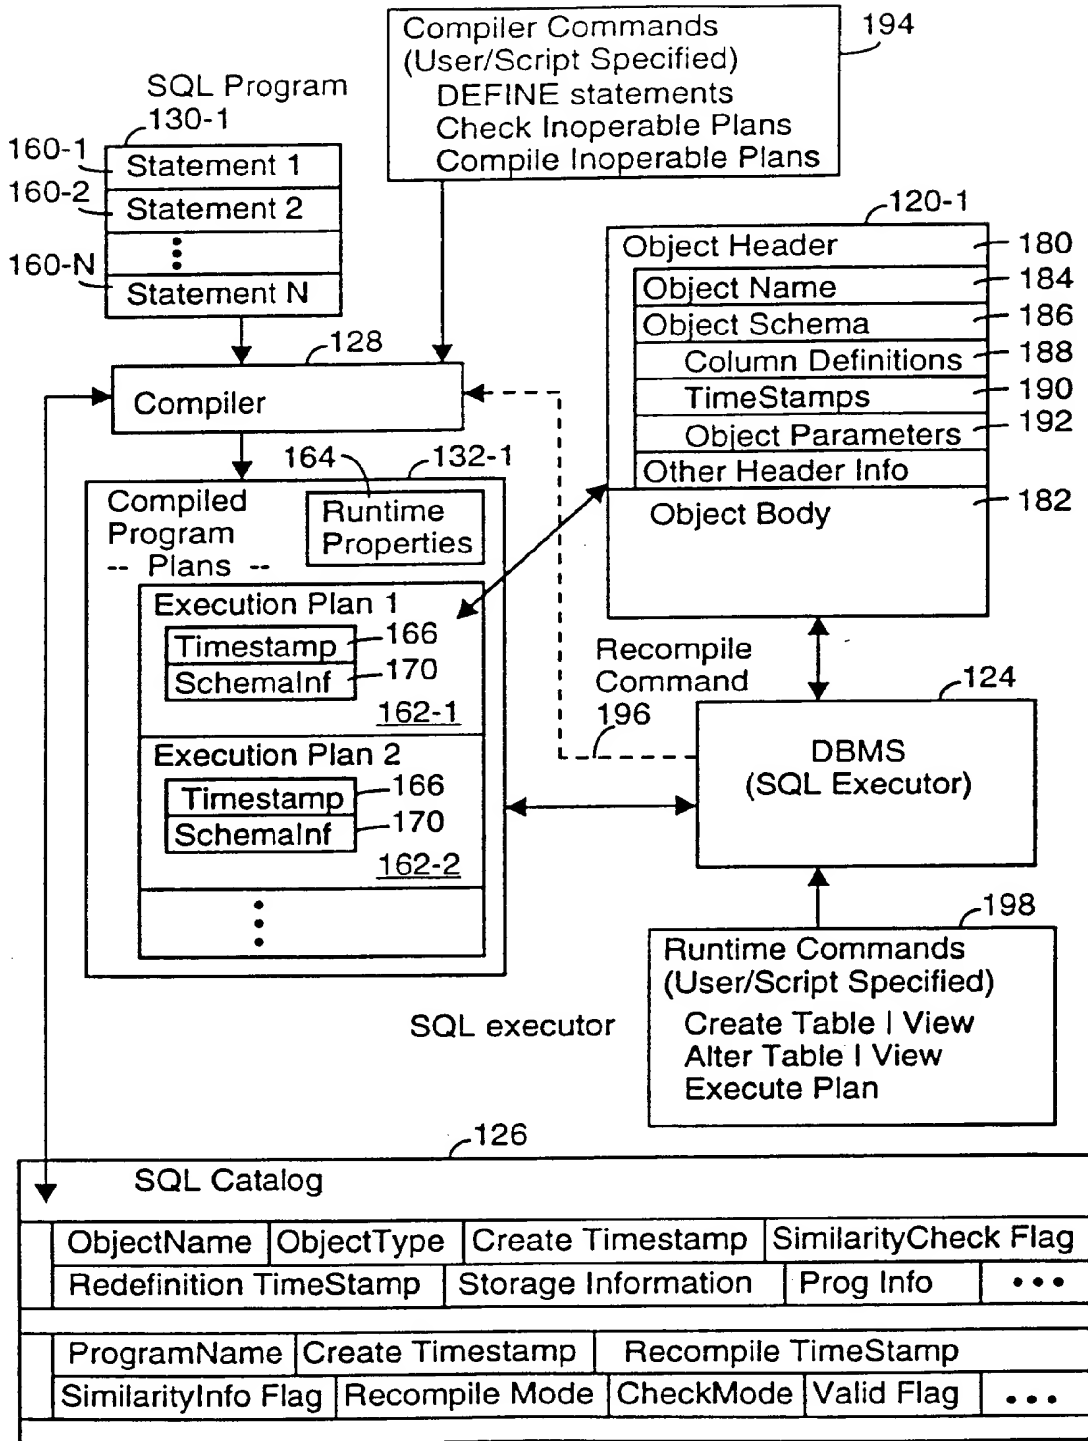 Compiler Commands
(User/Script Specified)
DEFINE statements
Check Inoperable Plans
Compile Inoperable Plans
194
SQL Program
130-1
160-1
Statement 1
160-2
Statement 2
160-N
Statement N
128
Compiler
120-1
Object Header
180
Object Name
184
Object Schema
186
Column Definitions
188
TimeStamps
190
Object Parameters
192
Other Header Info
Object Body
182
164
132-1
Compiled
Program
-- Plans --
Runtime
Properties
Execution Plan 1
Timestamp
166
SchemaInf
170
162-1
Execution Plan 2
Timestamp
166
SchemaInf
170
162-2
Recompile
Command
196
124
DBMS
(SQL Executor)
198
Runtime Commands
(User/Script Specified)
Create Table | View
Alter Table | View
Execute Plan
SQL executor
126
SQL Catalog
ObjectName ObjectType Create Timestamp SimilarityCheck Flag
Redefinition TimeStamp Storage Information Prog Info •••
ProgramName Create Timestamp Recompile TimeStamp
SimilarityInfo Flag Recompile Mode CheckMode Valid Flag •••